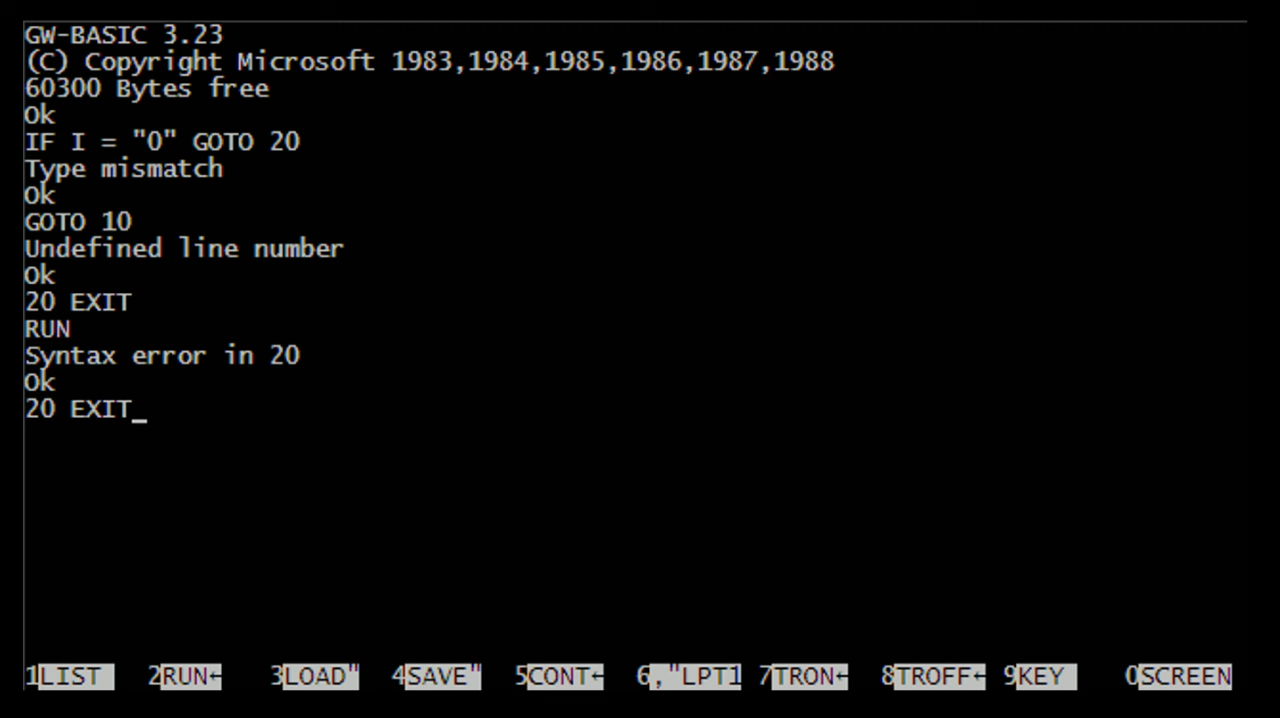 GW-BASIC 3.23
(C) Copyright Microsoft 1983,1984,1985,1986,1987,1988
60300 Bytes free
Ok
IF I = "0" GOTO 20
Type mismatch
Ok
GOTO 10
Undefined line number
Ok
20 EXIT
RUN
Syntax error in 20
Ok
20 EXIT_
1LIST 2RUN← 3LOAD" 4SAVE" 5CONT← 6,"LPT1 7TRON← 8TROFF← 9KEY 0SCREEN